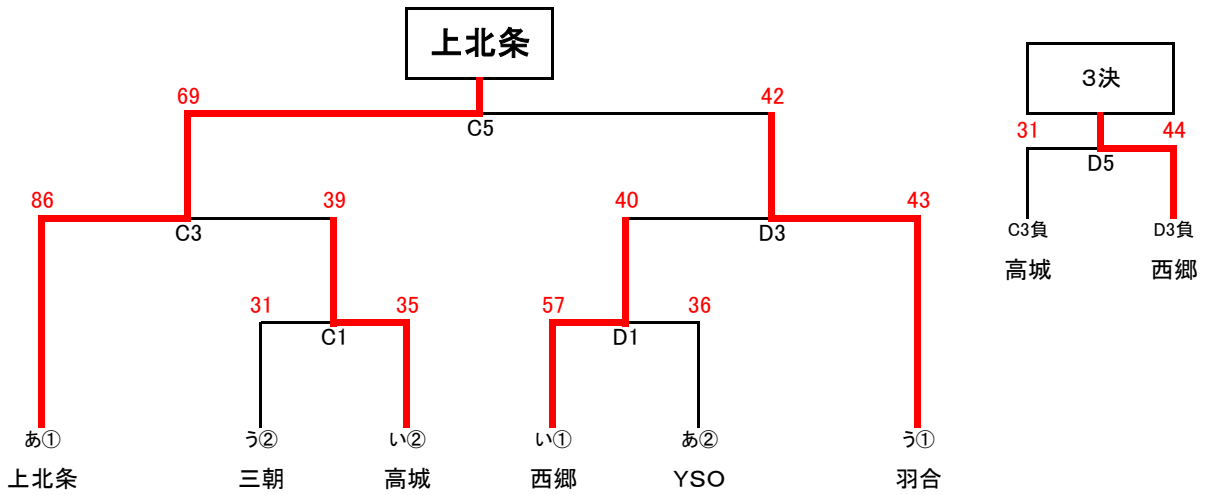 上北条
3決
69
42
C5
31
44
D5
86
39
40
43
C3
D3
C3負
D3負
高城
西郷
31
35
57
36
C1
D1
あ①
う②
い②
い①
あ②
う①
上北条
三朝
高城
西郷
YSO
羽合